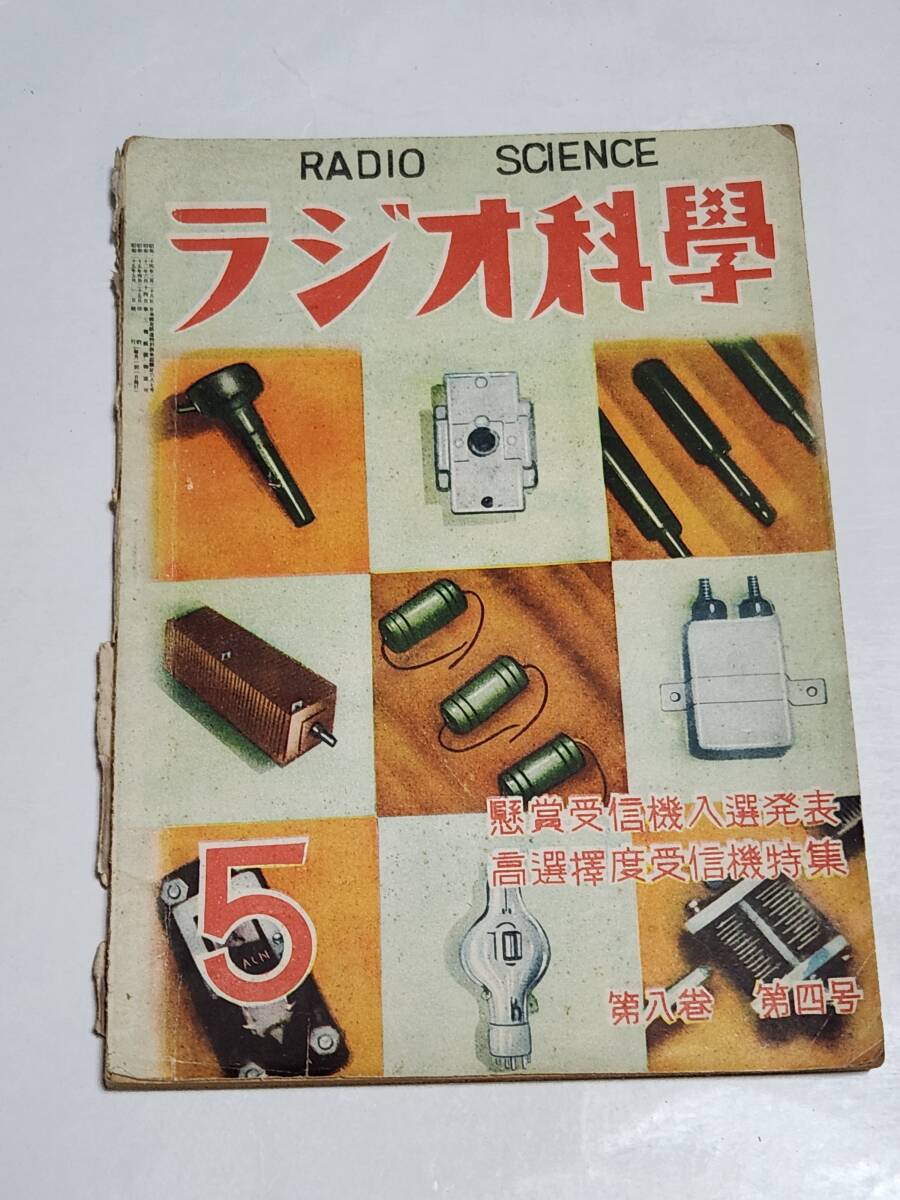 RADIO SCIENCE
ラジオ科學
懸賞受信機入選発表
高選擇度受信機特集
5
第八巻 第四号